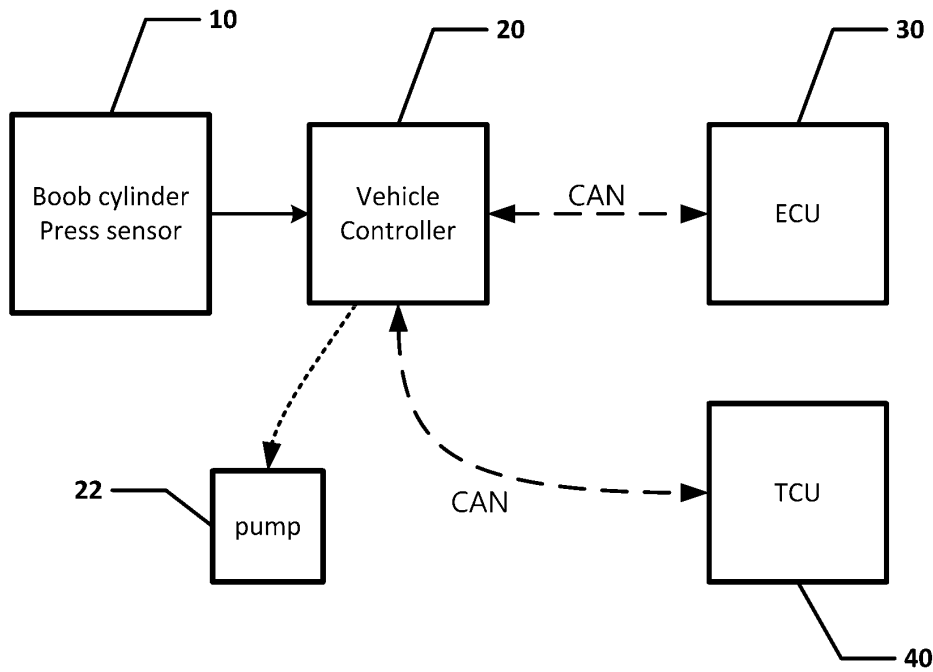 10
20
30
Boob cylinder
Press sensor
Vehicle
Controller
CAN
ECU
22
pump
CAN
TCU
40